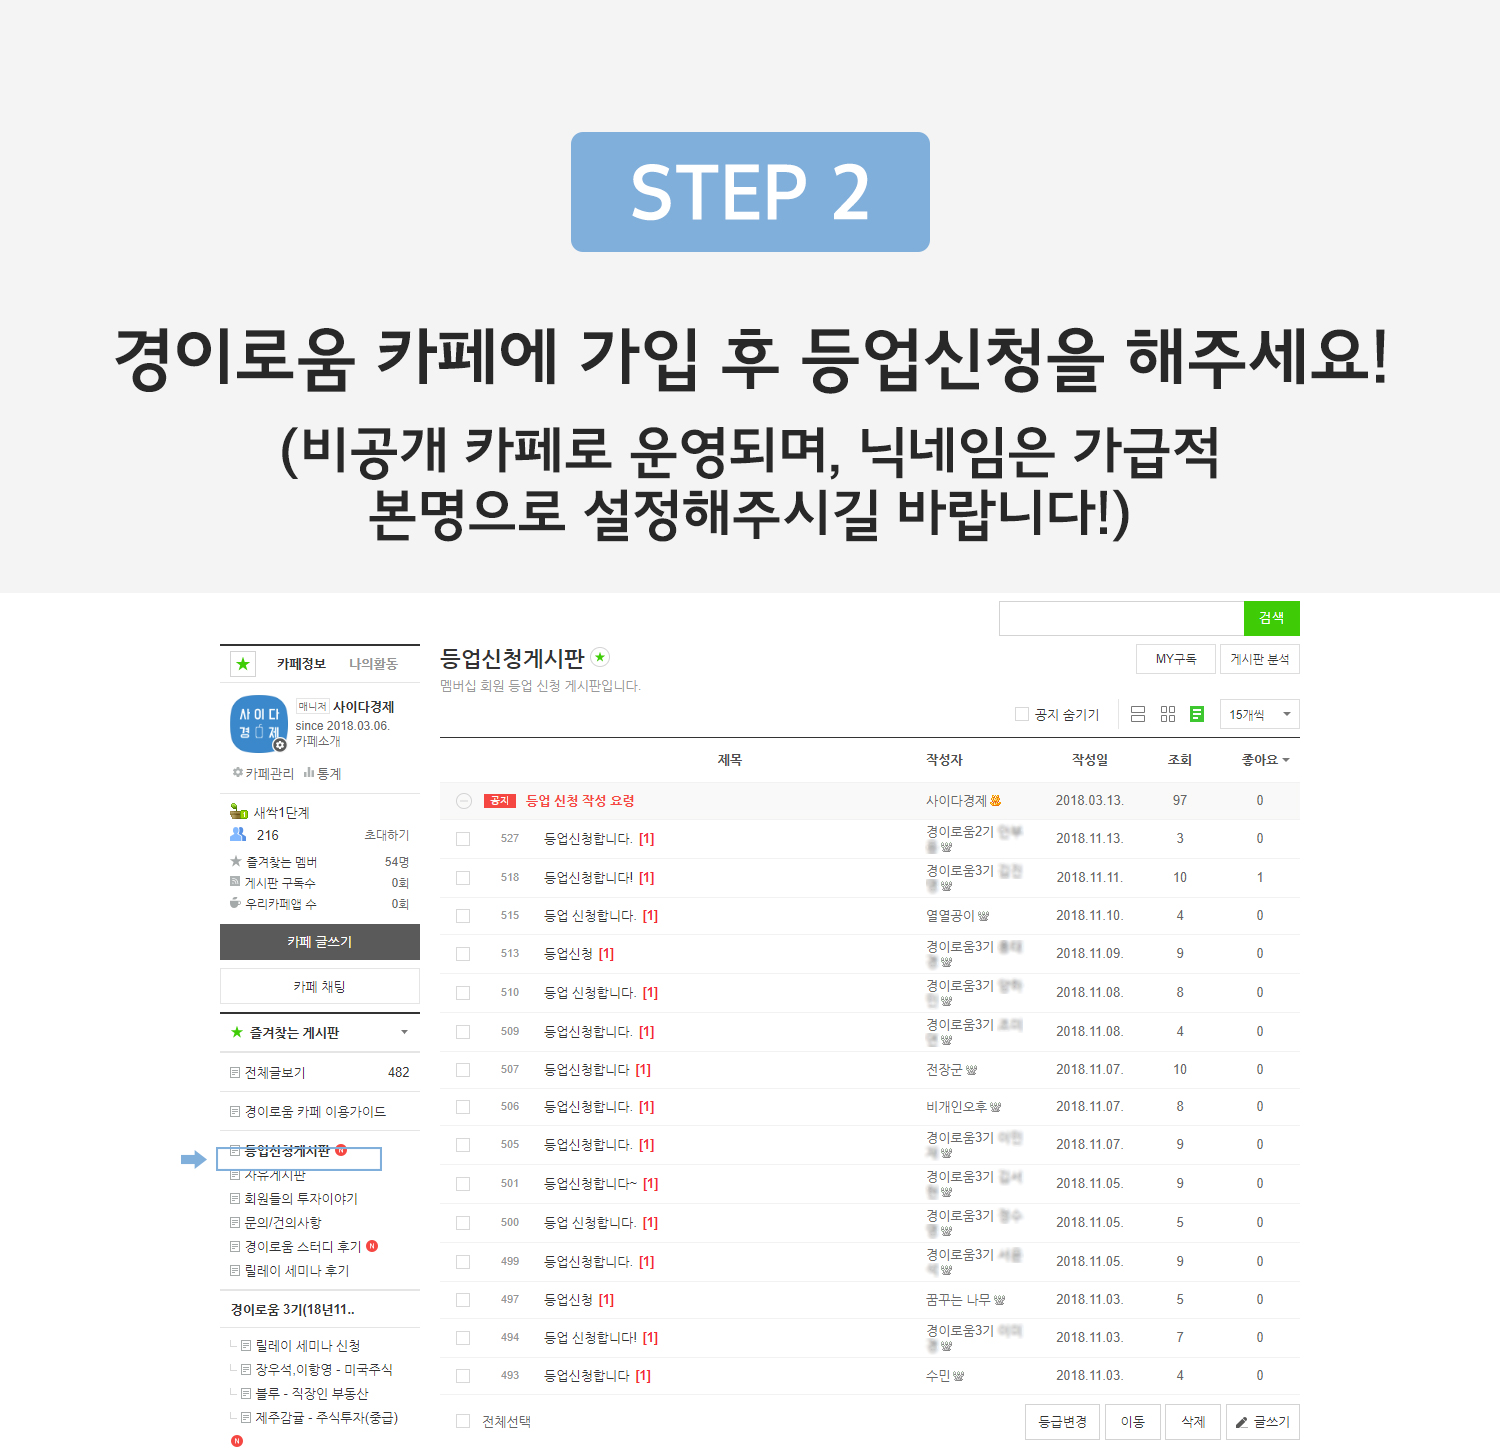 STEP 2
경이로움 카페에 가입 후 등업신청을 해주세요!
(비공개 카페로 운영되며, 닉네임은 가급적
본명으로 설정해주시길 바랍니다!)
검색
카페정보 나의활동
사이다
경제
매니저 사이다경제
since 2018.03.06.
카페소개
카페관리 통계
새싹1단계
216 초대하기
즐겨찾는 멤버 54명
게시판 구독수 0회
우리카페앱 수 0회
카페 글쓰기
카페 채팅
즐겨찾는 게시판
전체글보기 482
경이로움 카페 이용가이드
등업신청게시판 N
자유게시판
회원들의 투자이야기
문의/건의사항
경이로움 스터디 후기 N
릴레이 세미나 후기
경이로움 3기(18년11..
릴레이 세미나 신청
장우석,이항영 - 미국주식
블루 - 직장인 부동산
제주감귤 - 주식투자(중급)
N
등업신청게시판
멤버십 회원 등업 신청 게시판입니다.
MY구독 게시판 분석
공지 숨기기 15개씩
제목 작성자 작성일 조회 좋아요
공지 등업 신청 작성 요령 사이다경제 2018.03.13. 97 0
527 등업신청합니다. [1] 경이로움2기 2018.11.13. 3 0
518 등업신청합니다! [1] 경이로움3기 2018.11.11. 10 1
515 등업 신청합니다. [1] 열열공이 2018.11.10. 4 0
513 등업신청 [1] 경이로움3기 2018.11.09. 9 0
510 등업 신청합니다. [1] 경이로움3기 2018.11.08. 8 0
509 등업신청합니다. [1] 경이로움3기 2018.11.08. 4 0
507 등업신청합니다 [1] 전장군 2018.11.07. 10 0
506 등업신청합니다. [1] 비개인오후 2018.11.07. 8 0
505 등업신청합니다. [1] 경이로움3기 2018.11.07. 9 0
501 등업신청합니다~ [1] 경이로움3기 2018.11.05. 9 0
500 등업 신청합니다. [1] 경이로움3기 2018.11.05. 5 0
499 등업신청합니다. [1] 경이로움3기 2018.11.05. 9 0
497 등업신청 [1] 꿈꾸는 나무 2018.11.03. 5 0
494 등업 신청합니다! [1] 경이로움3기 2018.11.03. 7 0
493 등업신청합니다 [1] 수민 2018.11.03. 4 0
전체선택 등급변경 이동 삭제 글쓰기